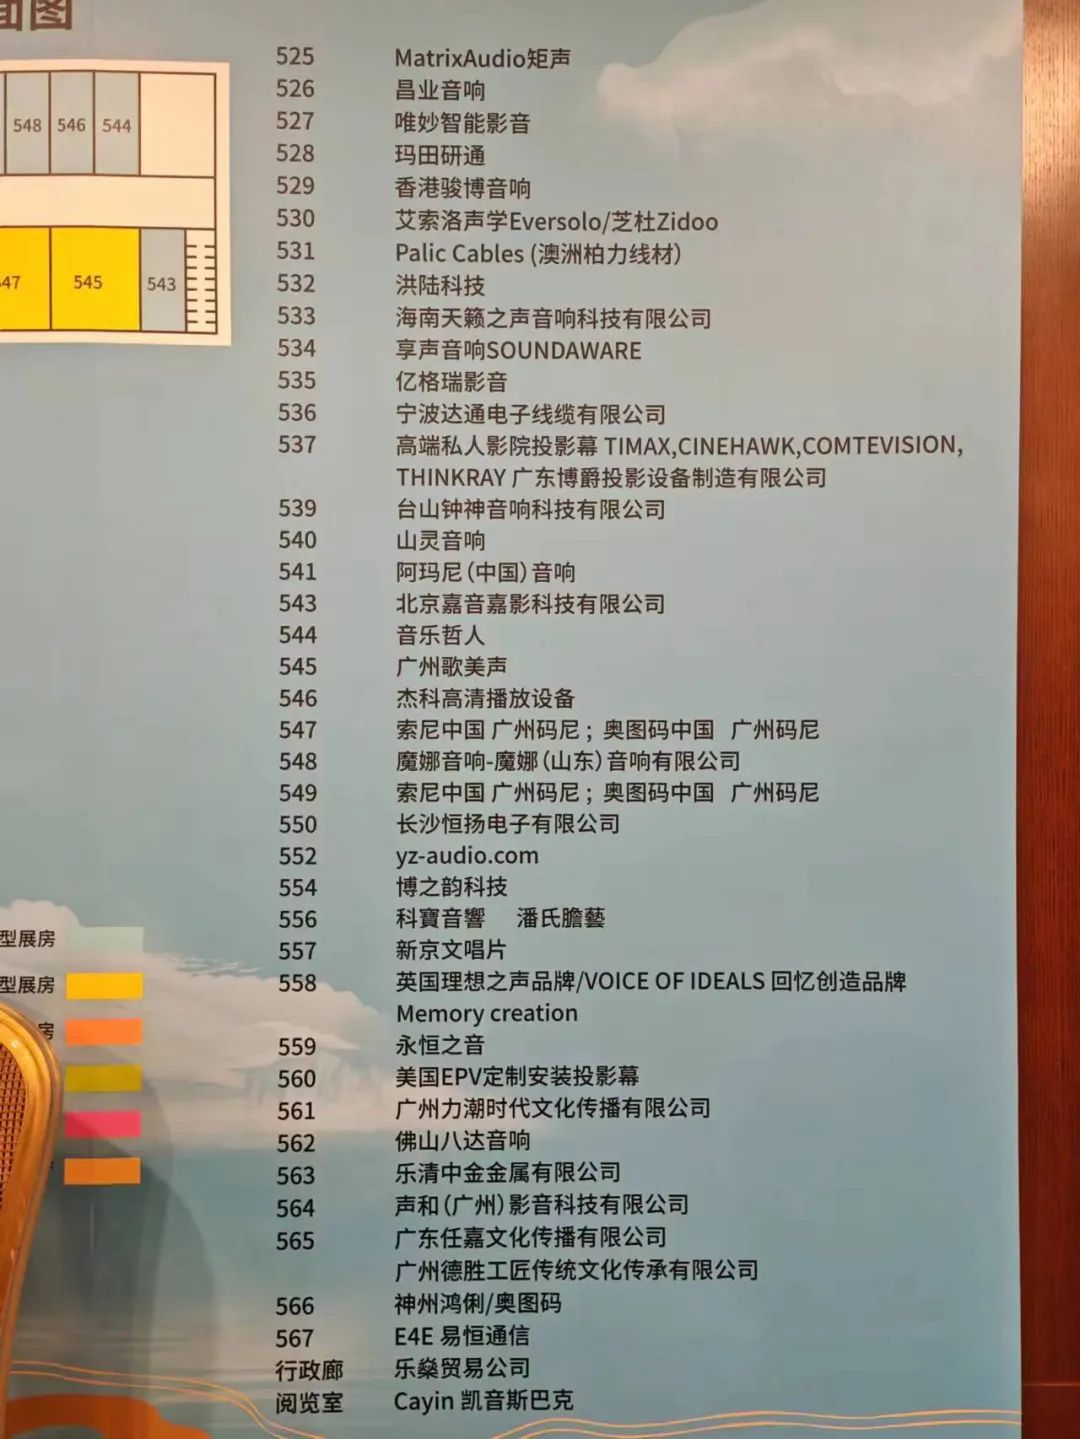 面图
548 546 544
47 545 543
525 MatrixAudio矩声
526 昌业音响
527 唯妙智能影音
528 玛田研通
529 香港骏博音响
530 艾索洛声学Eversolo/芝杜Zidoo
531 Palic Cables (澳洲柏力线材)
532 洪陆科技
533 海南天籁之声音响科技有限公司
534 享声音响SOUNDAWARE
535 亿格瑞影音
536 宁波达通电子线缆有限公司
537 高端私人影院投影幕 TIMAX,CINEHAWK,COMTEVISION,
THINKRAY 广东博爵投影设备制造有限公司
539 台山钟神音响科技有限公司
540 山灵音响
541 阿玛尼(中国)音响
543 北京嘉音嘉影科技有限公司
544 音乐哲人
545 广州歌美声
546 杰科高清播放设备
547 索尼中国 广州码尼; 奥图码中国 广州码尼
548 魔娜音响-魔娜(山东)音响有限公司
549 索尼中国 广州码尼; 奥图码中国 广州码尼
550 长沙恒扬电子有限公司
552 yz-audio.com
554 博之韵科技
556 科寶音響 潘氏膽藝
557 新京文唱片
558 英国理想之声品牌/VOICE OF IDEALS 回忆创造品牌
Memory creation
559 永恒之音
560 美国EPV定制安装投影幕
561 广州力潮时代文化传播有限公司
562 佛山八达音响
563 乐清中金金属有限公司
564 声和(广州)影音科技有限公司
565 广东任嘉文化传播有限公司
广州德胜工匠传统文化传承有限公司
566 神州鸿俐/奥图码
567 E4E 易恒通信
行政廊 乐燊贸易公司
阅览室 Cayin 凯音斯巴克
型展房
型展房
房